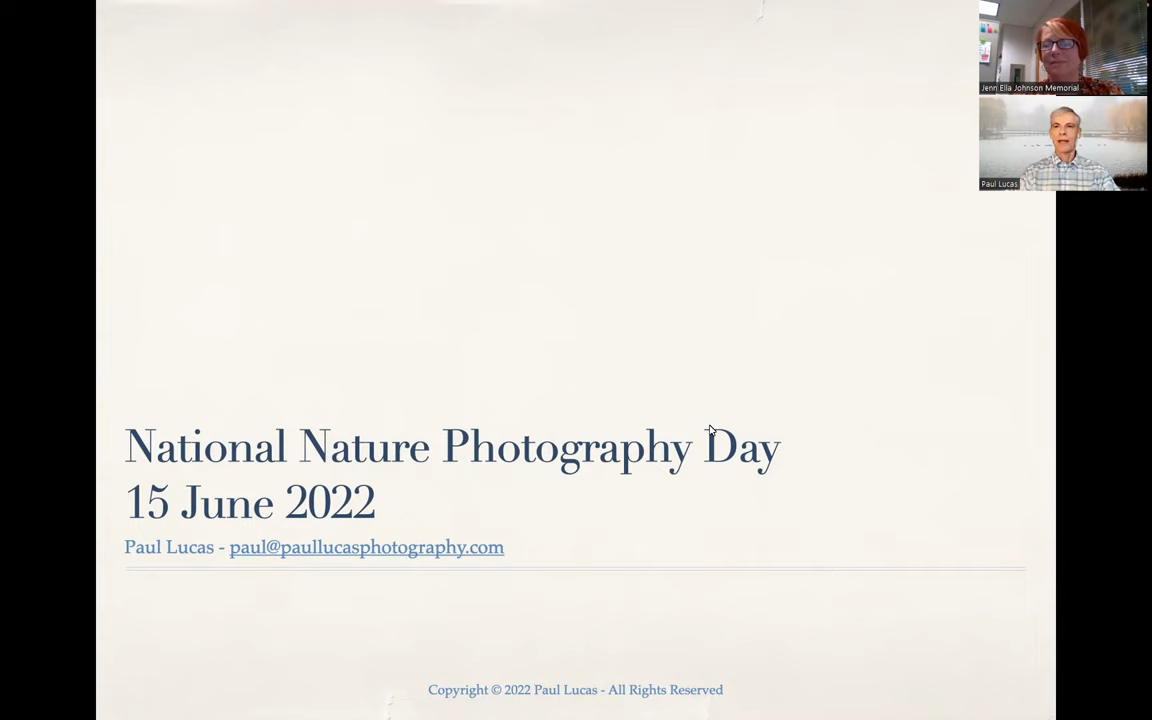 Jenn Ella Johnson Memorial
Paul Lucas
National Nature Photography Day
15 June 2022
Paul Lucas - paul@paullucasphotography.com
Copyright © 2022 Paul Lucas - All Rights Reserved